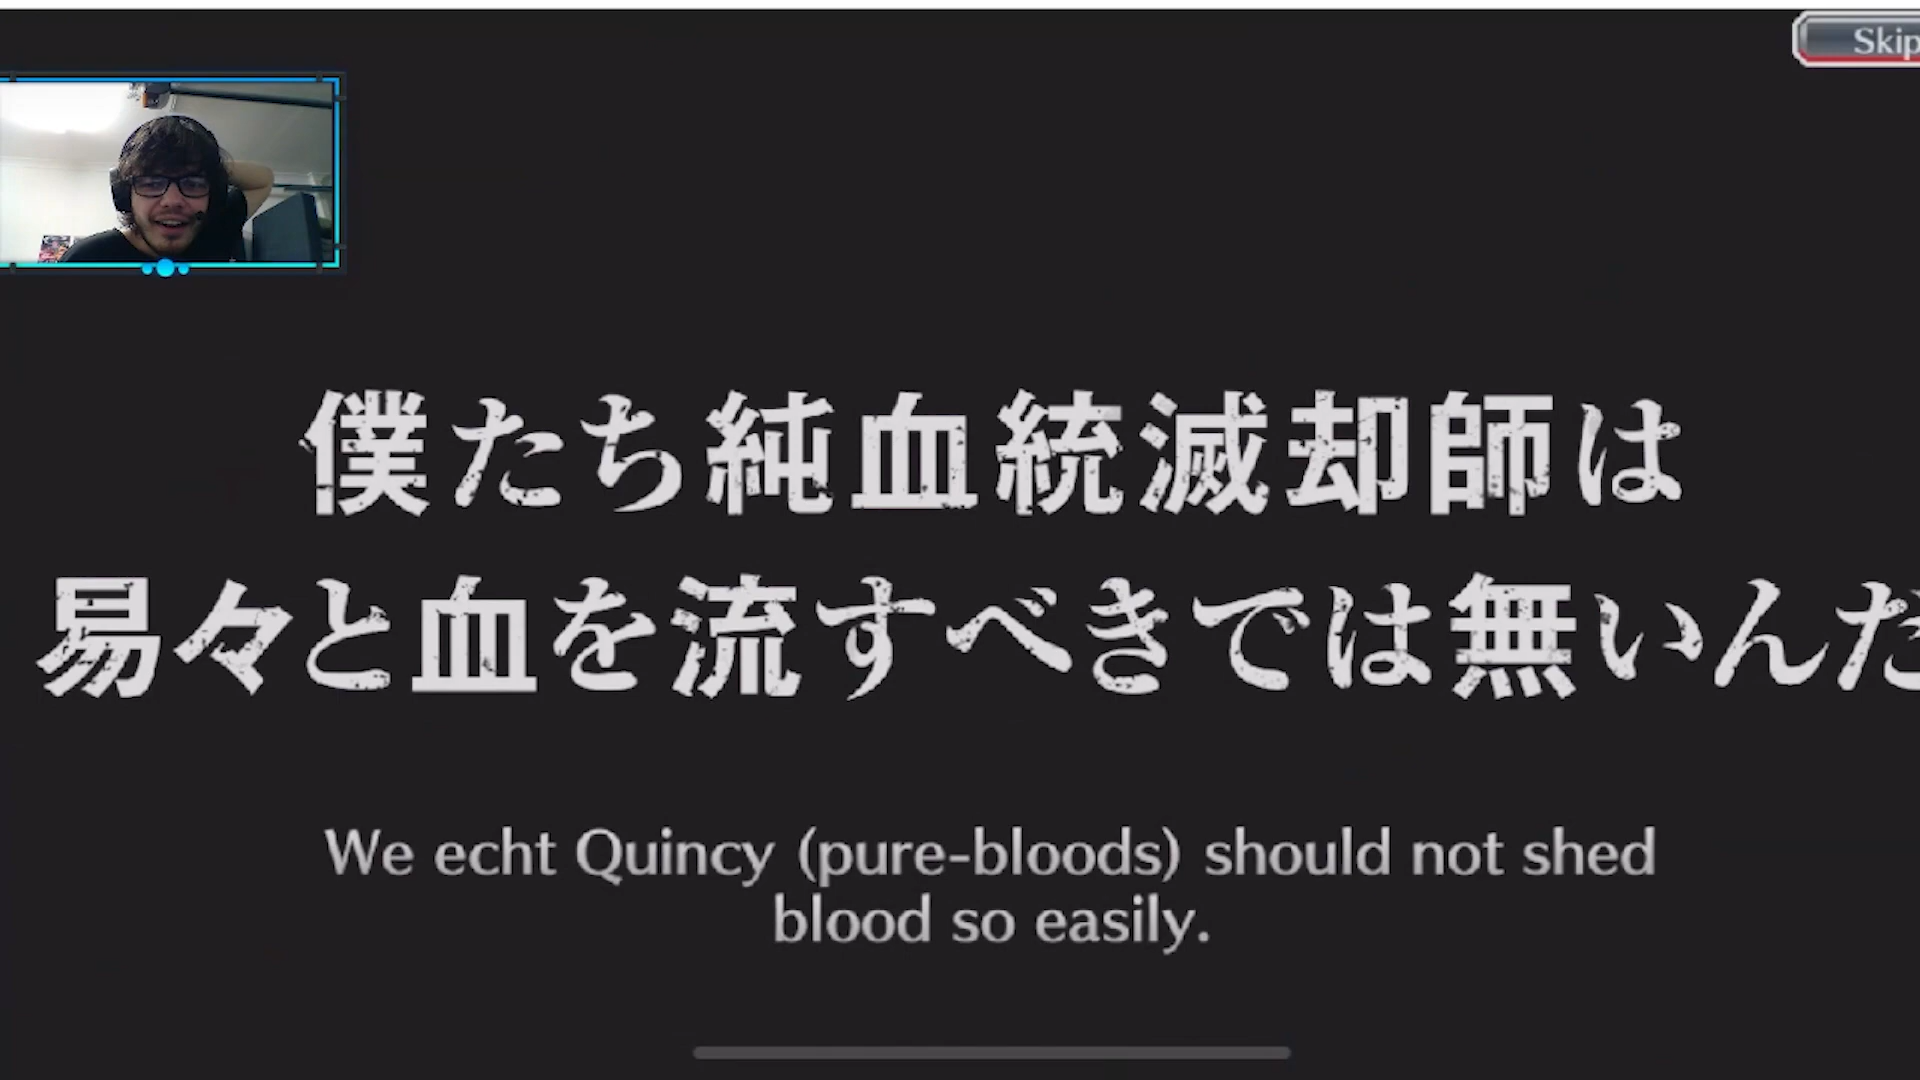 Skip
僕たち純血統滅却師は
易々と血を流すべきでは無いんだ
We echt Quincy (pure-bloods) should not shed
blood so easily.